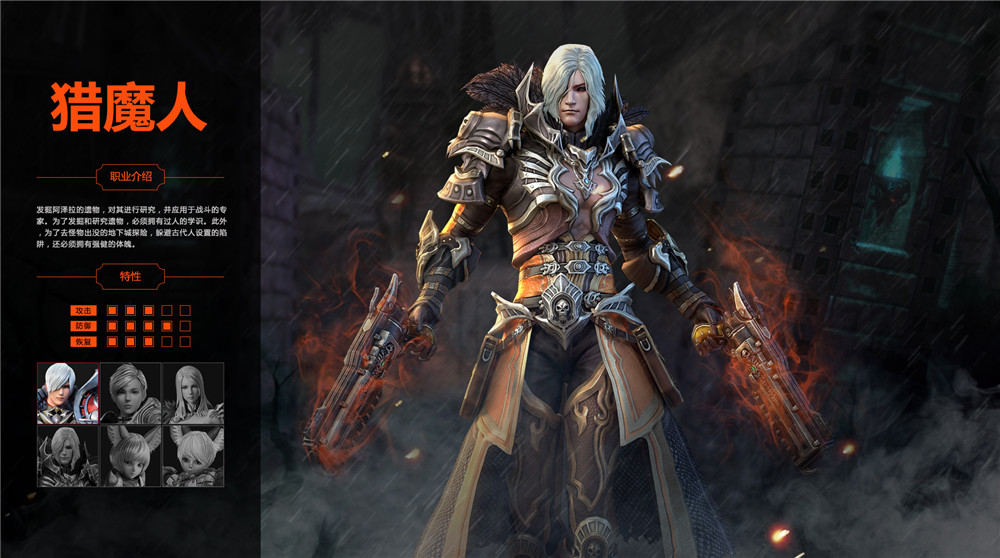 猎魔人
职业介绍
发掘阿泽拉的遗物，对其进行研究，并应用于战斗的专
家。为了发掘和研究遗物，必须拥有过人的学识。此外
，为了去怪物出没的地下城探险，躲避古代人设置的陷
阱，还必须拥有强健的体魄。
特性
攻击
防御
恢复